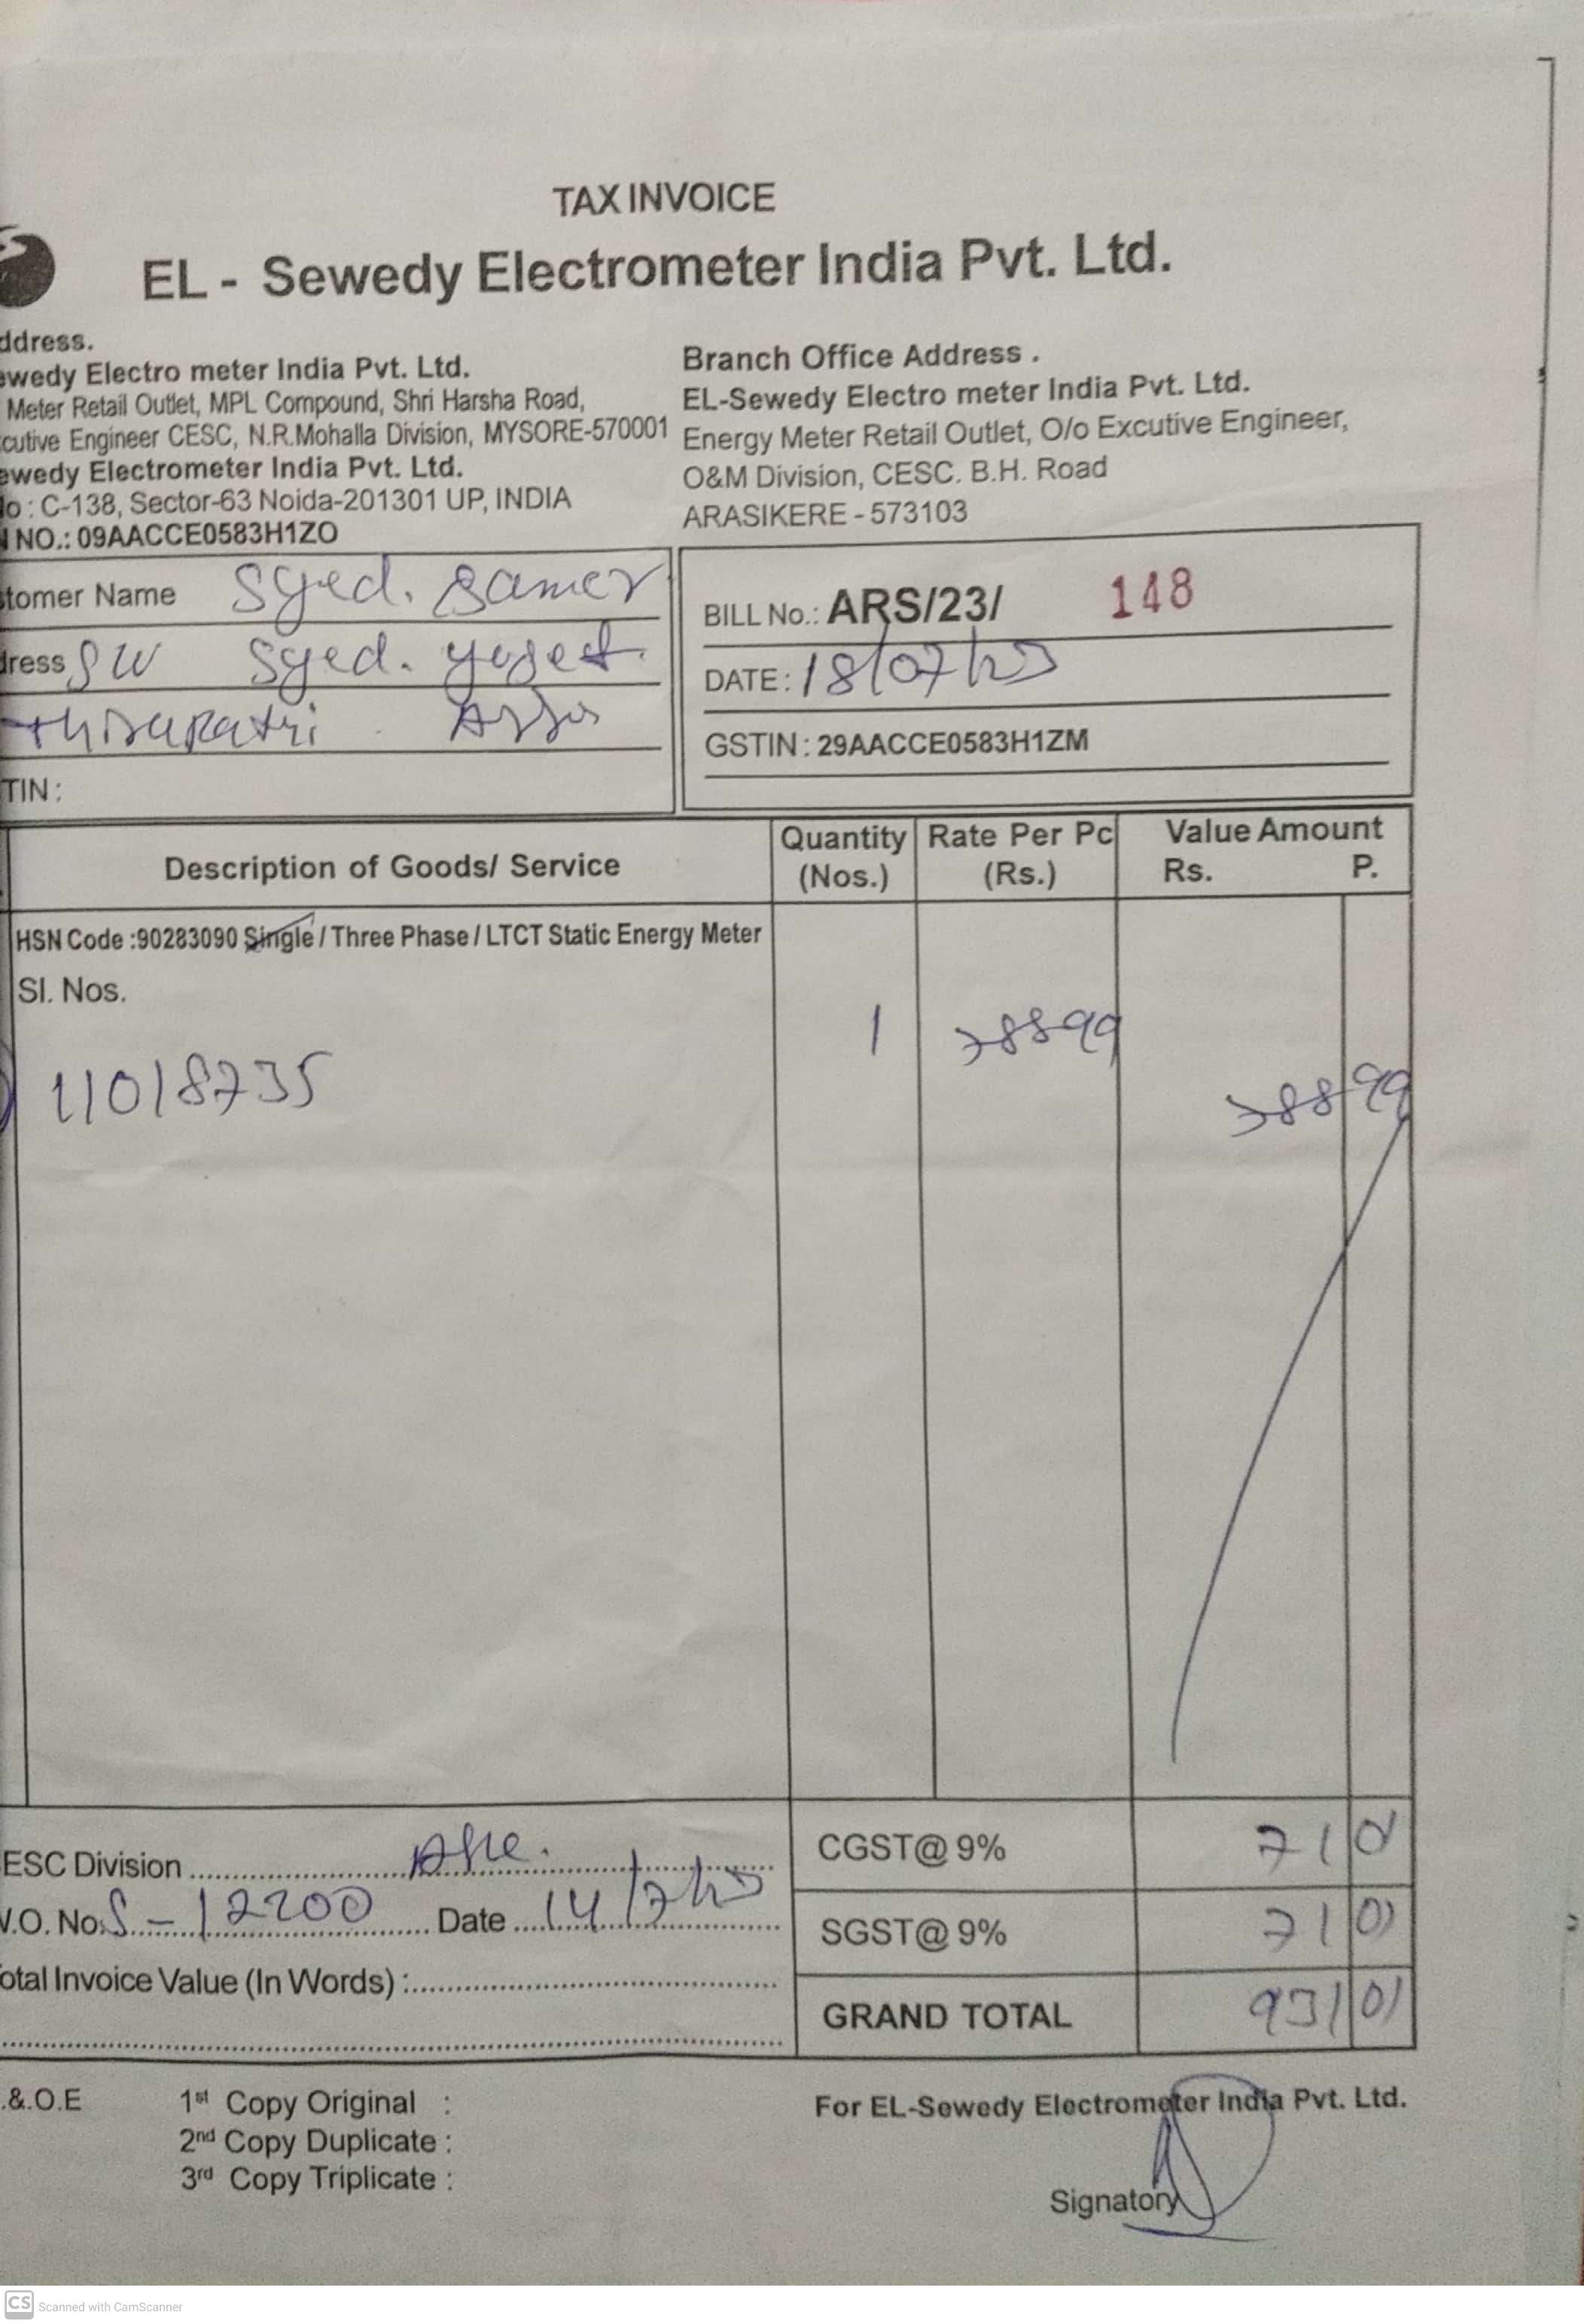 TAX INVOICE
EL - Sewedy Electrometer India Pvt. Ltd.
ddress.
ewedy Electro meter India Pvt. Ltd.
Meter Retail Outlet, MPL Compound, Shri Harsha Road,
cutive Engineer CESC, N.R.Mohalla Division, MYSORE-570001
ewedy Electrometer India Pvt. Ltd.
lo : C-138, Sector-63 Noida-201301 UP, INDIA
NO.: 09AACCE0583H1ZO
Branch Office Address .
EL-Sewedy Electro meter India Pvt. Ltd.
Energy Meter Retail Outlet, O/o Excutive Engineer,
O&M Division, CESC. B.H. Road
ARASIKERE - 573103
tomer Name Syed. Samer
dress Syed.
TIN :
BILL No.: ARS/23/ 148
DATE : 18/07/23
GSTIN : 29AACCE0583H1ZM
Description of Goods/ Service
Quantity (Nos.)
Rate Per Pc (Rs.)
Value Amount
Rs. P.
HSN Code :90283090 Single / Three Phase / LTCT Static Energy Meter
Sl. Nos.
1
11018735
ESC Division
V.O. No: S-12200 Date 14/7/23
otal Invoice Value (In Words) :
CGST@ 9% 71 01
SGST@ 9% 71 01
GRAND TOTAL 931 01
.&.O.E
1st Copy Original :
2nd Copy Duplicate :
3rd Copy Triplicate :
For EL-Sewedy Electrometer India Pvt. Ltd.
Signatory
CS Scanned with CamScanner